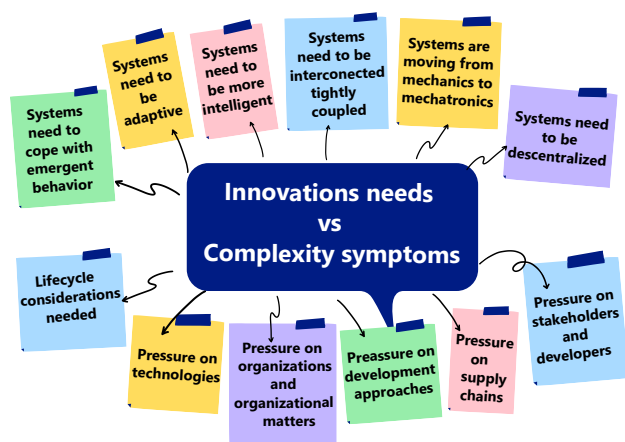 Systems
need to
be
adaptive
Systems
need to
be more
intelligent
Systems
need to be
interconected
tightly
coupled
Systems are
moving from
mechanics to
mechatronics
Systems need
to be
descentralized
Systems
need to
cope with
emergent
behavior
Innovations needs
vs
Complexity symptoms
Lifecycle
considerations
needed
Pressure on
technologies
Pressure on
organizations
and
organizational
matters
Preassure on
development
approaches
Pressure
on
supply
chains
Pressure on
stakeholders
and
developers